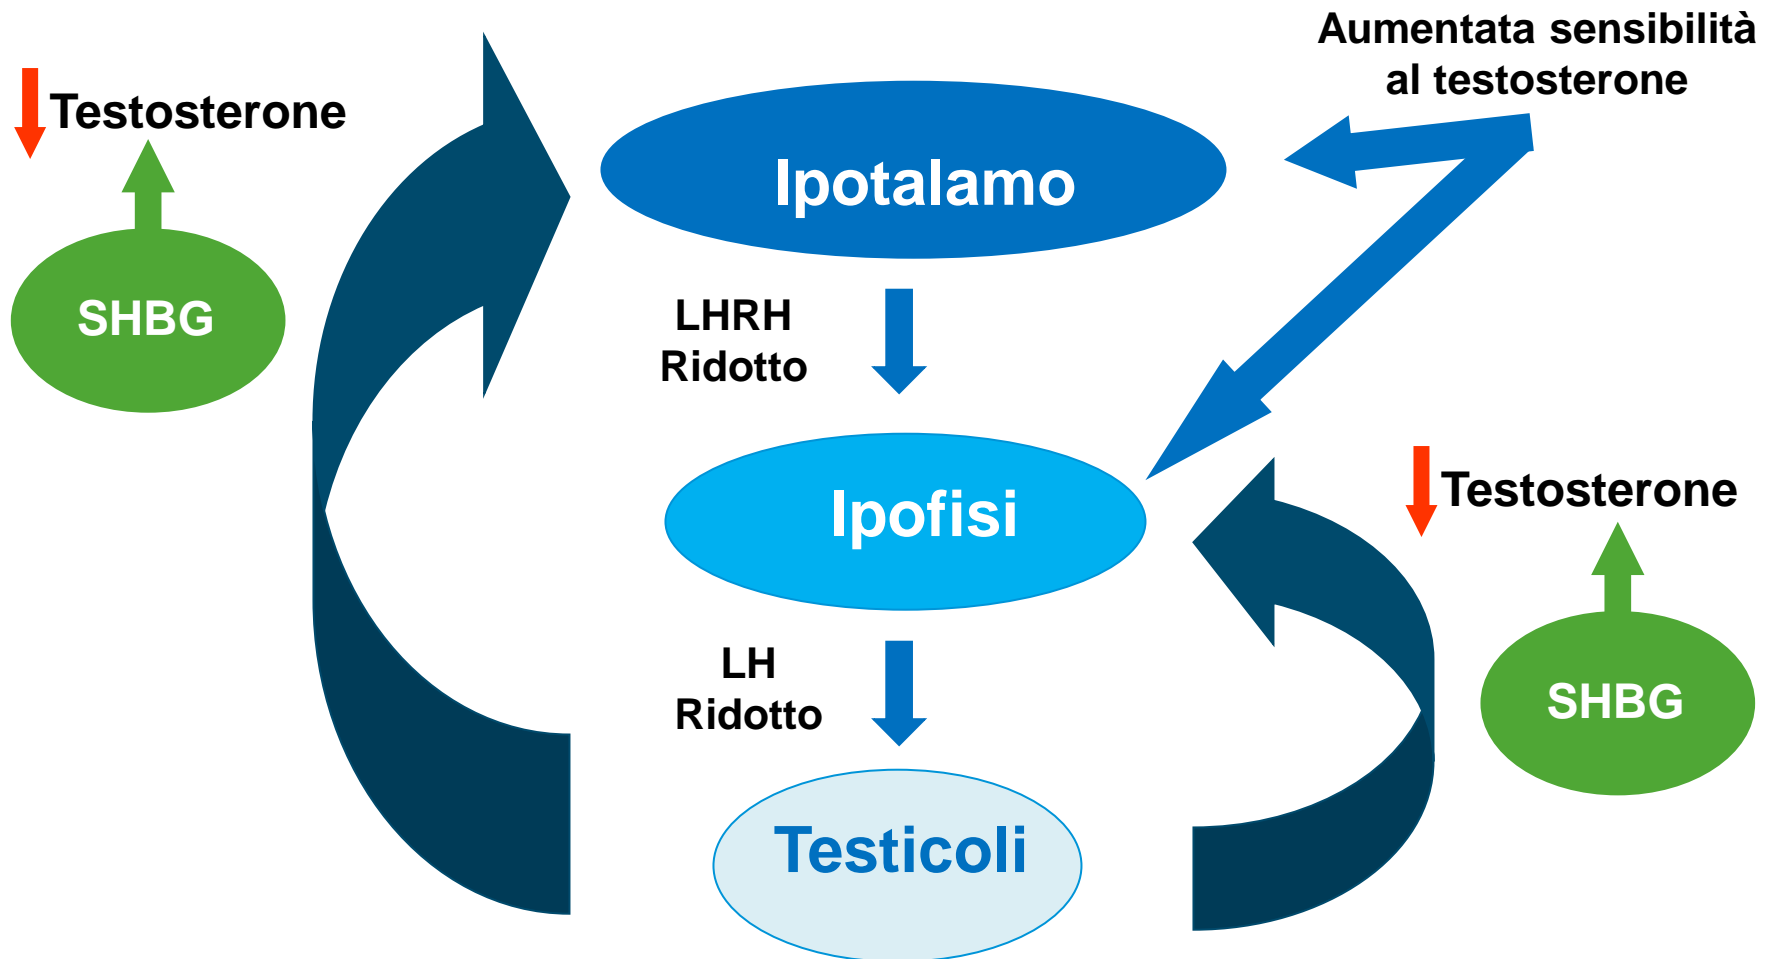 Aumentata sensibilità
al testosterone
Testosterone
Ipotalamo
SHBG
LHRH
Ridotto
Ipofisi
Testosterone
LH
Ridotto
SHBG
Testicoli